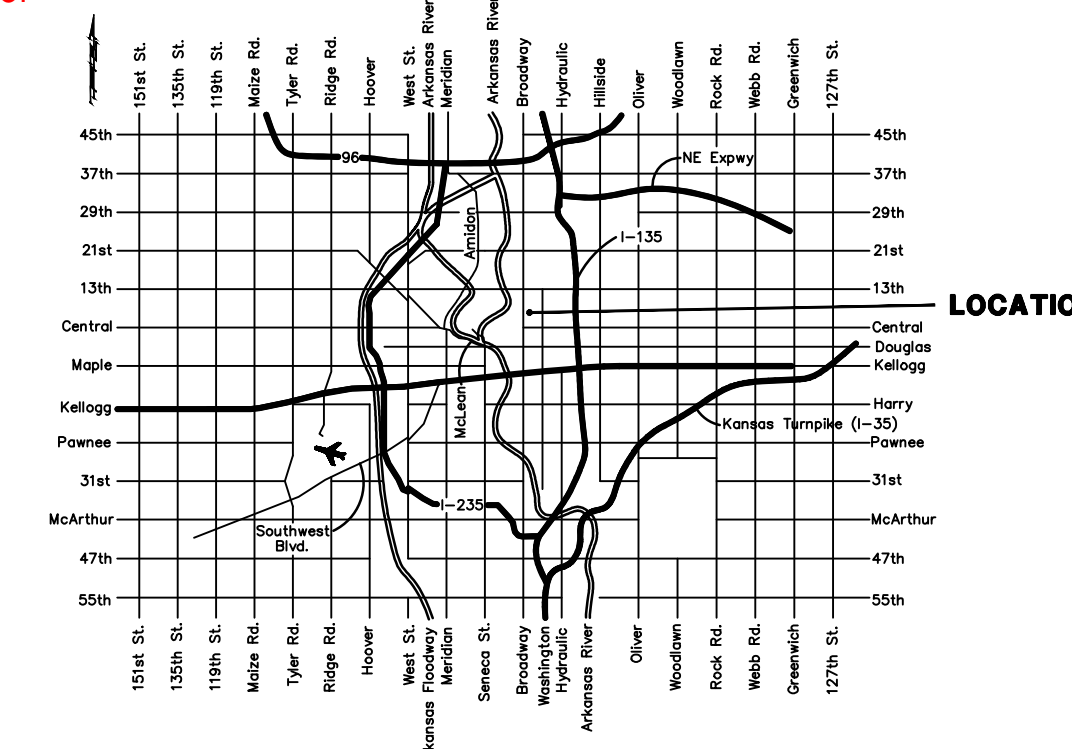 151st St.
135th St.
119th St.
Maize Rd.
Tyler Rd.
Ridge Rd.
Hoover
West St.
Arkansas River
Meridian
Arkansas River
Broadway
Hydraulic
Hillside
Oliver
Woodlawn
Rock Rd.
Webb Rd.
Greenwich
127th St.
45th
45th
96
NE Expwy
37th
37th
29th
29th
Amidon
I-135
21st
21st
13th
13th
LOCATIO
Central
Central
Douglas
Maple
Kellogg
McLean
Kellogg
Harry
Kansas Turnpike (I-35)
Pawnee
Pawnee
31st
31st
I-235
McArthur
McArthur
Southwest
Blvd.
47th
47th
55th
55th
151st St.
135th St.
119th St.
Maize Rd.
Tyler Rd.
Ridge Rd.
Hoover
West St.
kansas Floodway
Meridian
Seneca St.
Broadway
Washington
Hydraulic
Arkansas River
Oliver
Woodlawn
Rock Rd.
Webb Rd.
Greenwich
127th St.